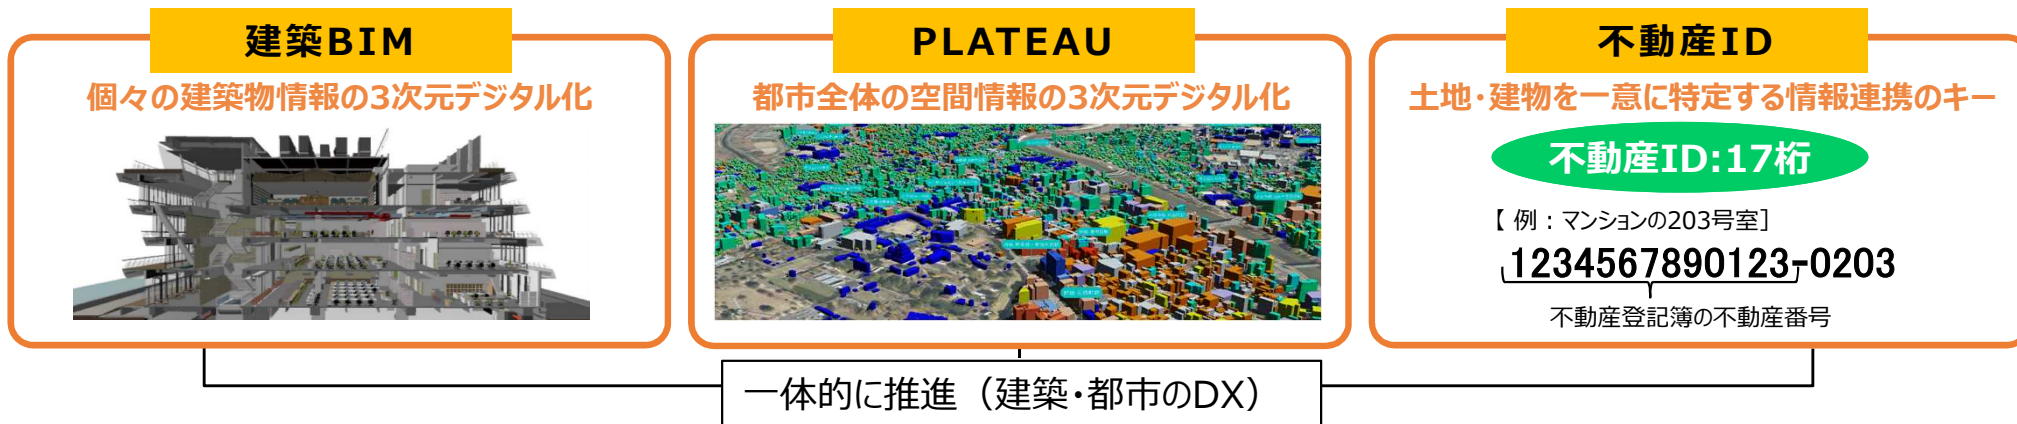 建築BIM
個々の建築物情報の3次元デジタル化
PLATEAU
都市全体の空間情報の3次元デジタル化
不動産ID
土地・建物を一意に特定する情報連携のキー
不動産ID:17桁
【 例：マンションの203号室］
1234567890123-0203
不動産登記簿の不動産番号
一体的に推進（建築・都市のDX）